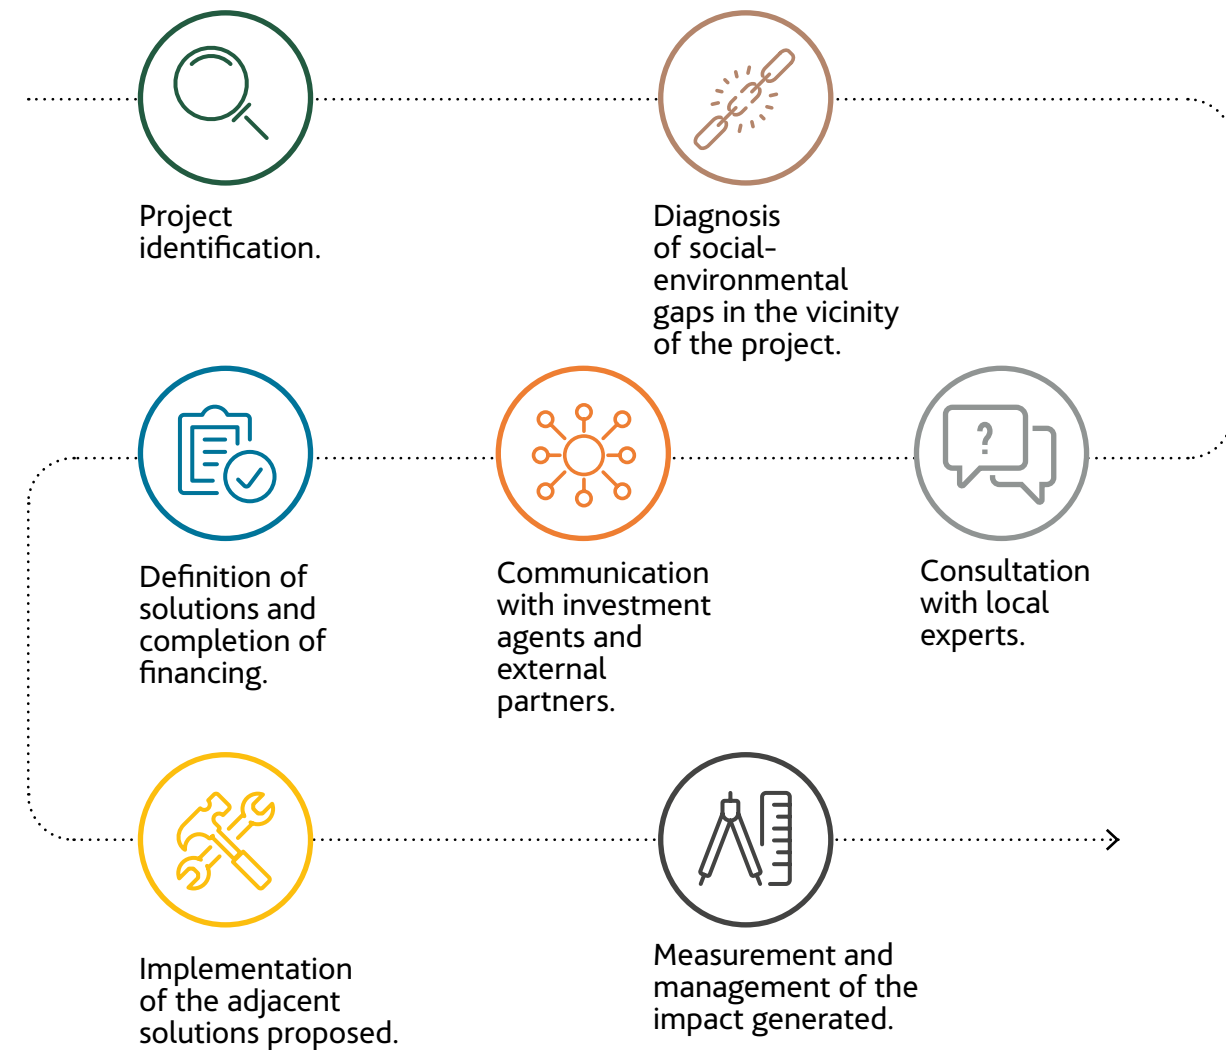 Project
identification.
Diagnosis
of social-
environmental
gaps in the vicinity
of the project.
?
Consultation
with local
experts.
Communication
with investment
agents and
external
partners.
Definition of
solutions and
completion of
financing.
Implementation
of the adjacent
solutions proposed.
Measurement and
management of the
impact generated.